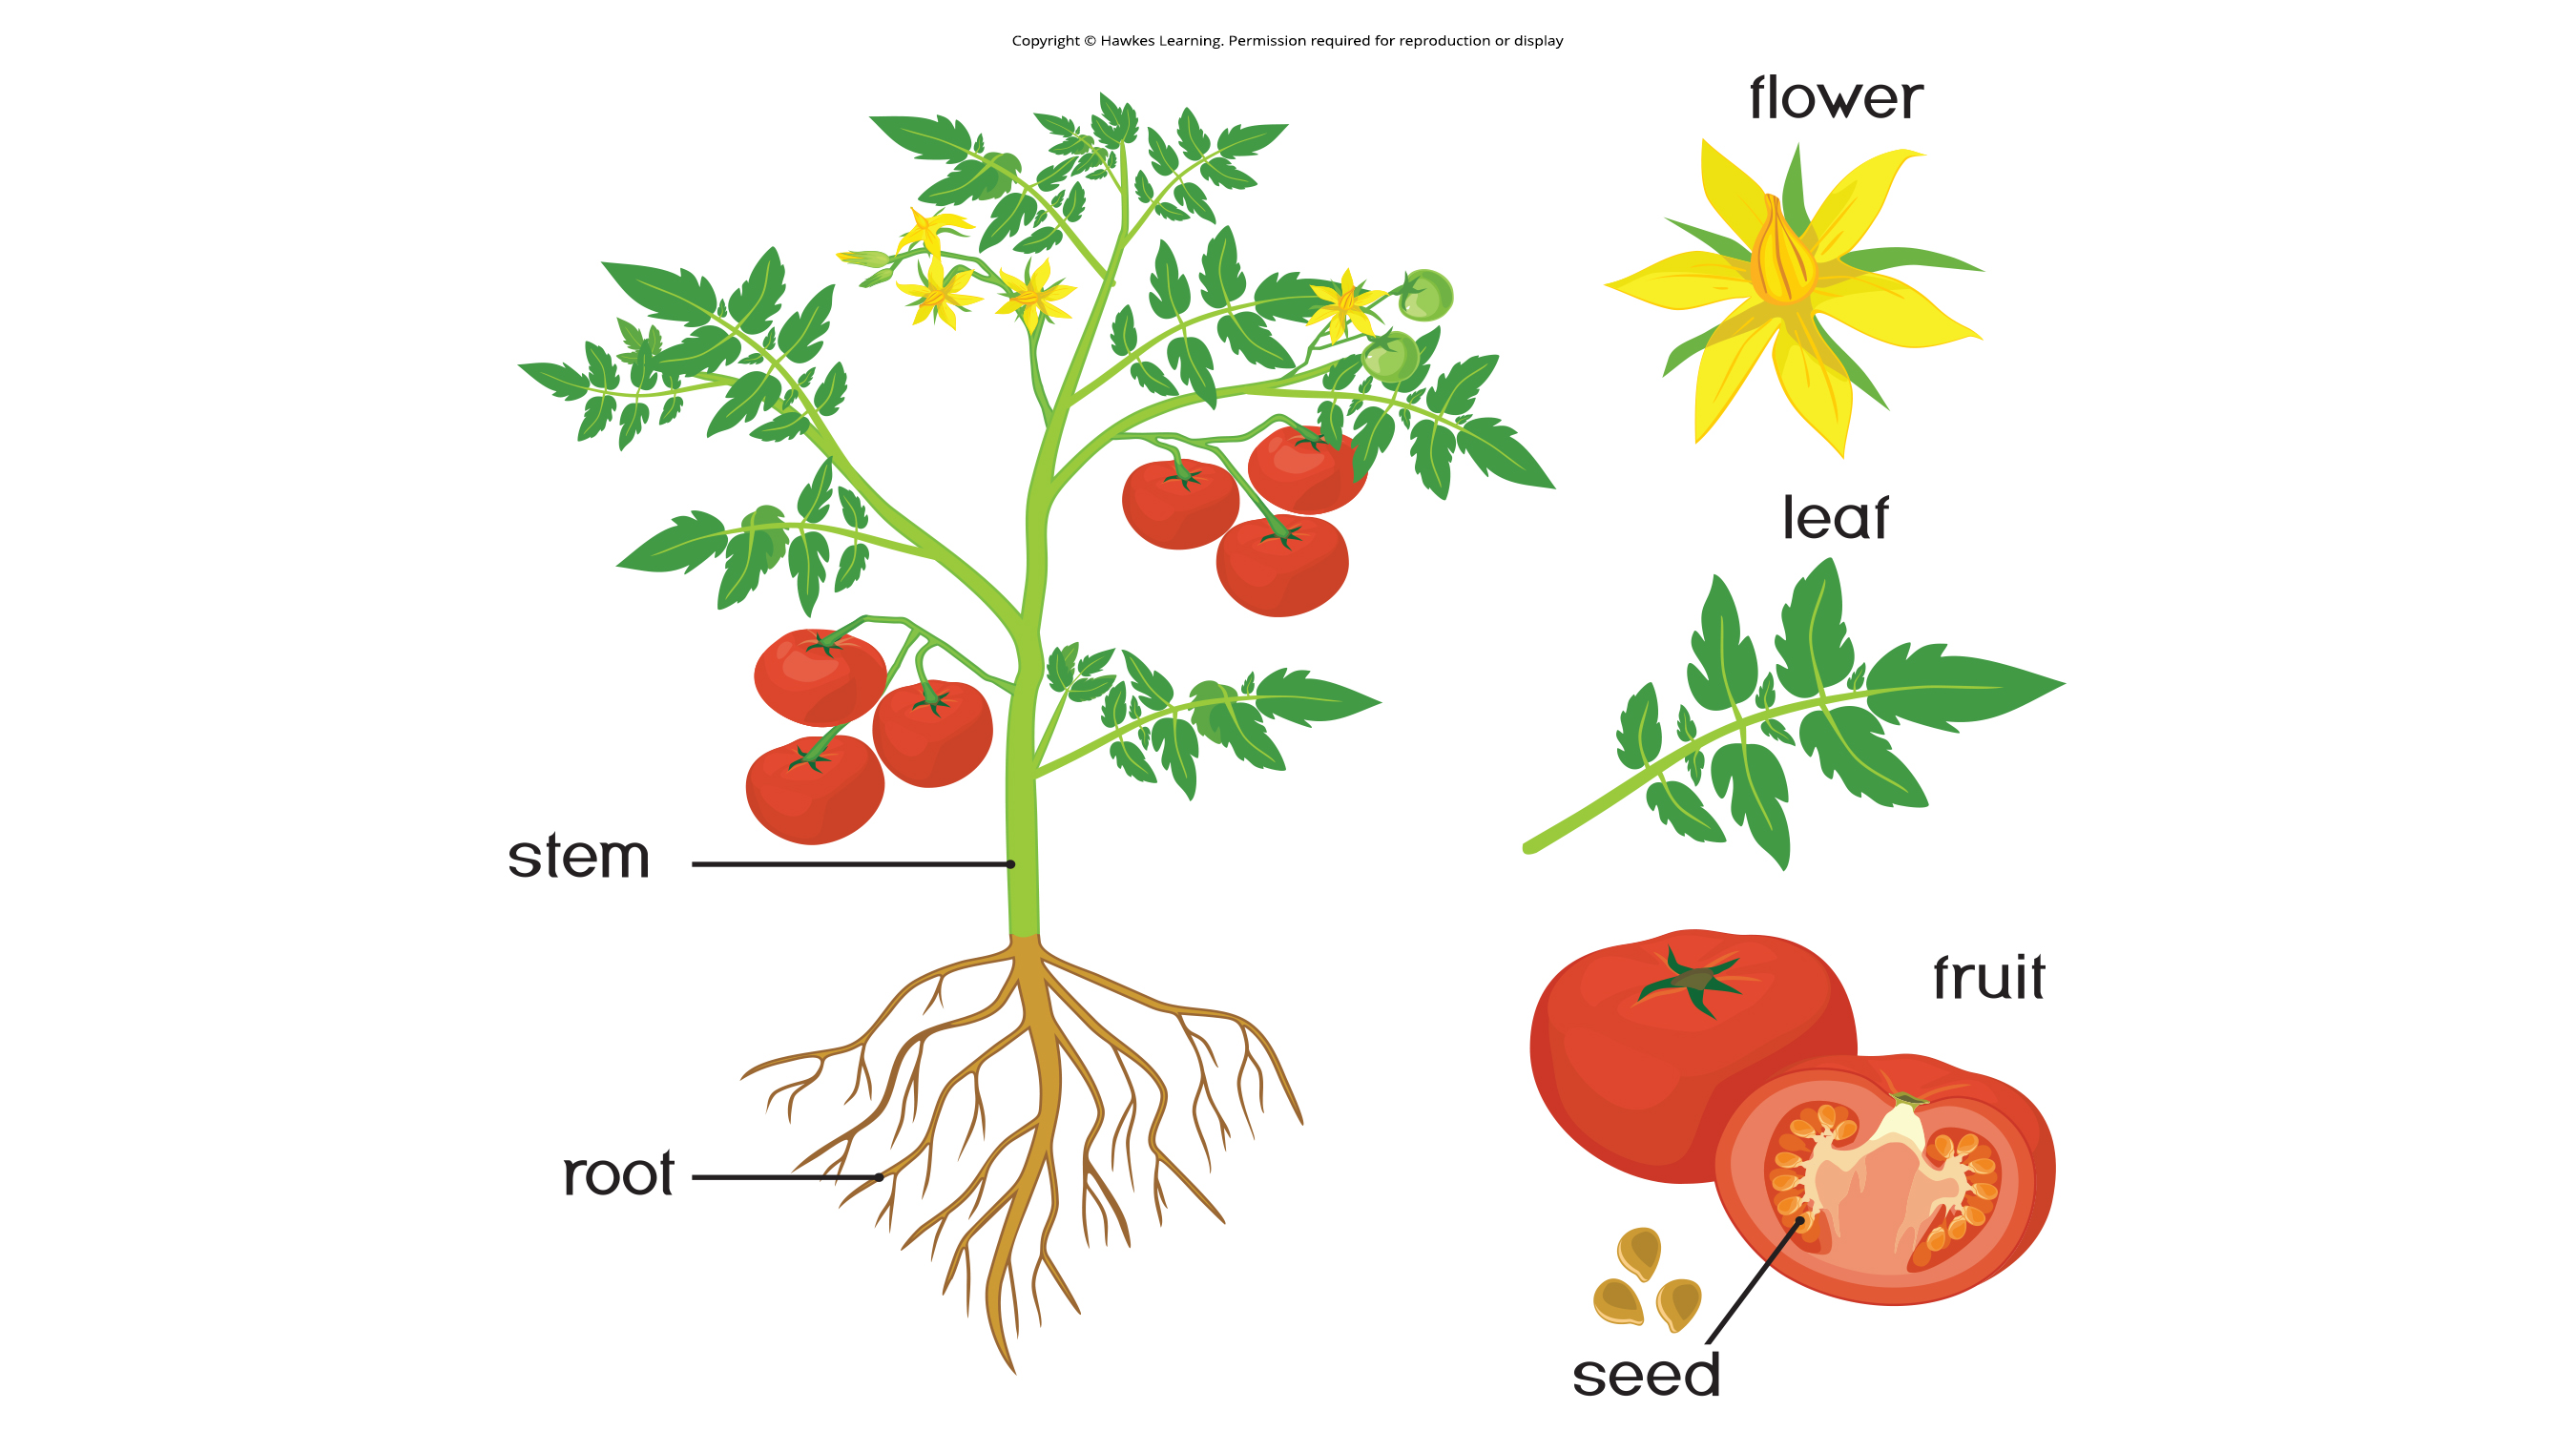 Copyright © Hawkes Learning. Permission required for reproduction or display
flower
leaf
stem
fruit
root
seed